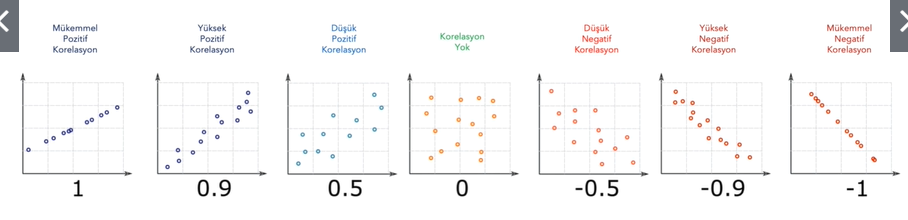 Mükemmel
Pozitif
Korelasyon
Yüksek
Pozitif
Korelasyon
Düşük
Pozitif
Korelasyon
Korelasyon
Yok
Düşük
Negatif
Korelasyon
Yüksek
Negatif
Korelasyon
Mükemmel
Negatif
Korelasyon
1
0.9
0.5
0
-0.5
-0.9
-1